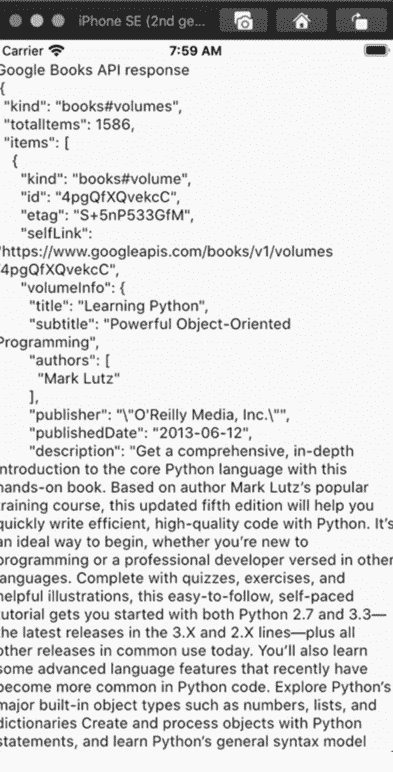 iPhone SE (2nd ge...
Carrier 7:59 AM
Google Books API response
{
"kind": "books#volumes",
"totalItems": 1586,
"items": [
{
"kind": "books#volume",
"id": "4pgQfXQvekcC",
"etag": "S+5nP533GfM",
"selfLink":
"https://www.googleapis.com/books/v1/volumes
/4pgQfXQvekcC",
"volumeInfo": {
"title": "Learning Python",
"subtitle": "Powerful Object-Oriented
Programming",
"authors": [
"Mark Lutz"
],
"publisher": "\"O'Reilly Media, Inc.\"",
"publishedDate": "2013-06-12",
"description": "Get a comprehensive, in-depth
introduction to the core Python language with this
hands-on book. Based on author Mark Lutz’s popular
training course, this updated fifth edition will help you
quickly write efficient, high-quality code with Python. It’s
an ideal way to begin, whether you’re new to
programming or a professional developer versed in other
languages. Complete with quizzes, exercises, and
helpful illustrations, this easy-to-follow, self-paced
tutorial gets you started with both Python 2.7 and 3.3—
the latest releases in the 3.X and 2.X lines—plus all
other releases in common use today. You’ll also learn
some advanced language features that recently have
become more common in Python code. Explore Python’s
major built-in object types such as numbers, lists, and
dictionaries Create and process objects with Python
statements, and learn Python’s general syntax model